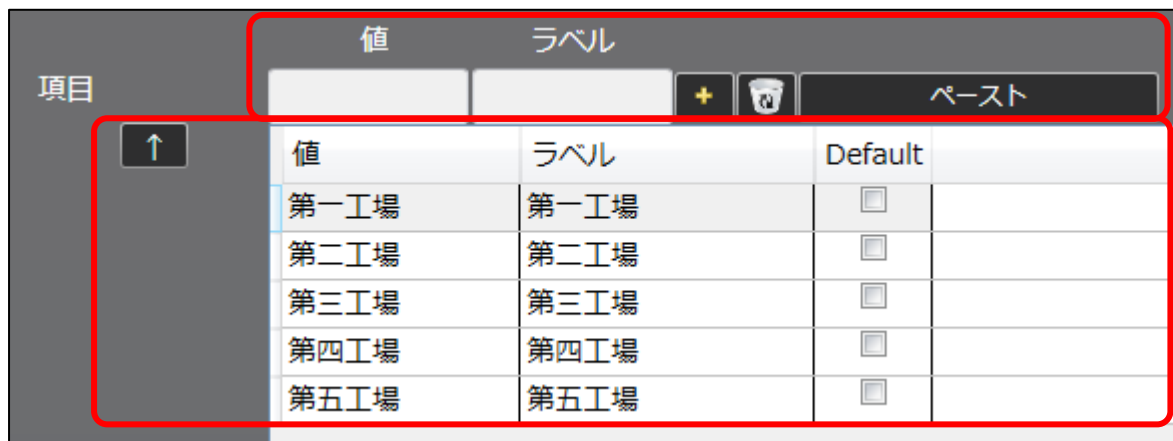 値 ラベル
項目 ペースト
↑ 値 ラベル Default
第一工場 第一工場
第二工場 第二工場
第三工場 第三工場
第四工場 第四工場
第五工場 第五工場